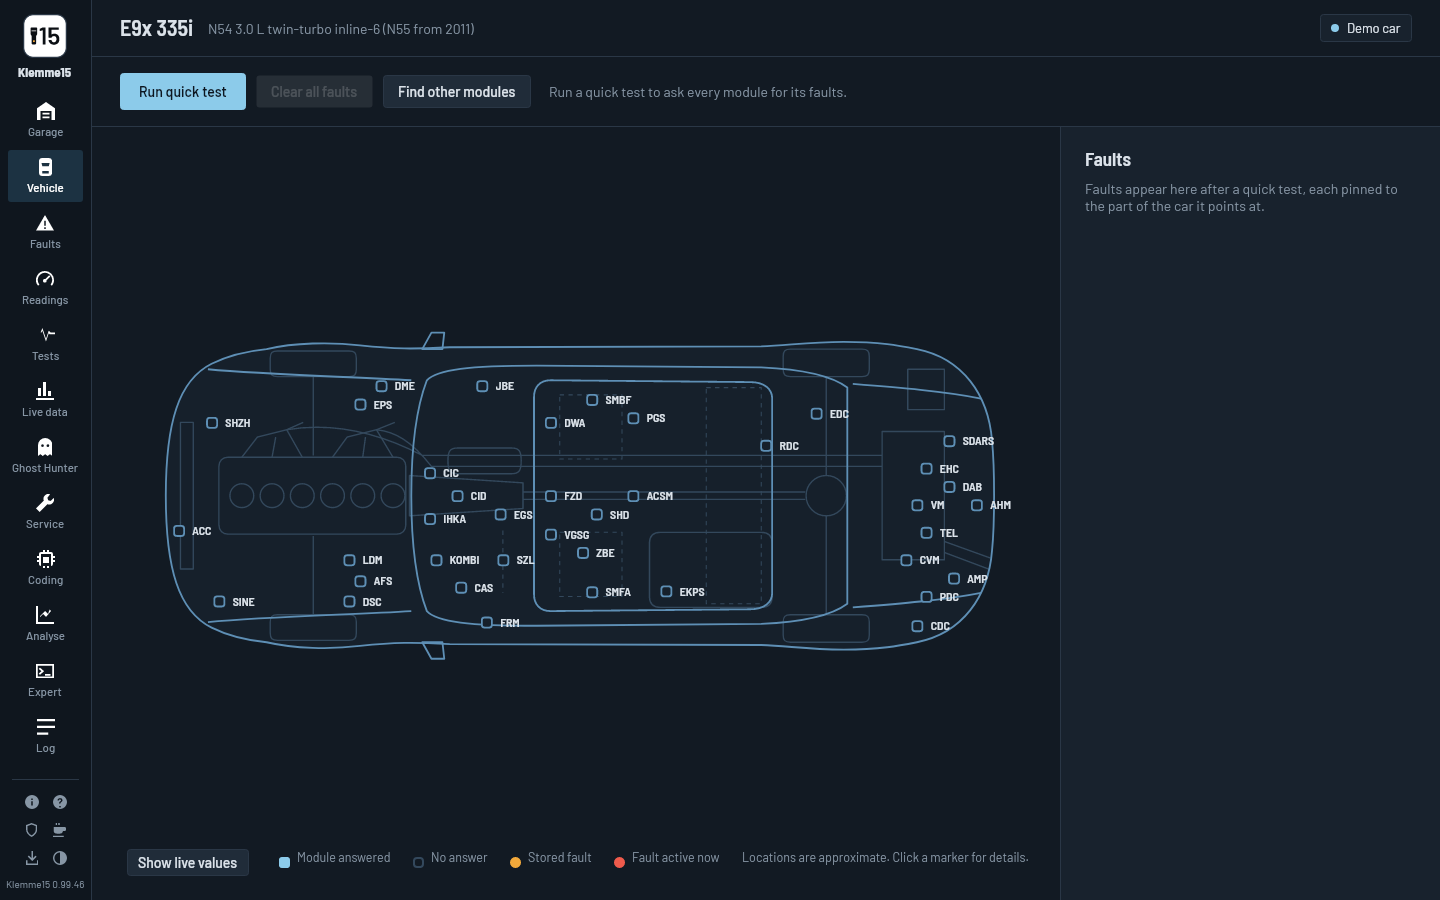 E9x 335i N54 3.0 L twin-turbo inline-6 (N55 from 2011) Demo car
15
Klemme15
Garage
Vehicle
Faults
Readings
Tests
Live data
Ghost Hunter
Service
Coding
Analyse
Expert
Log
Klemme15 0.99.46
Run quick test Clear all faults Find other modules Run a quick test to ask every module for its faults.
DME JBE
EPS SMBF
SHZH DWA PGS EDC
RDC SDARS
CIC EHC
CID FZD ACSM DAB
IHKA EGS SHD VM AHM
ACC VGSG TEL
LDM KOMBI SZL ZBE CVM
AFS CAS AMP
SINE DSC SMFA EKPS PDC
FRM CDC
Show live values Module answered No answer Stored fault Fault active now Locations are approximate. Click a marker for details.
Faults
Faults appear here after a quick test, each pinned to
the part of the car it points at.